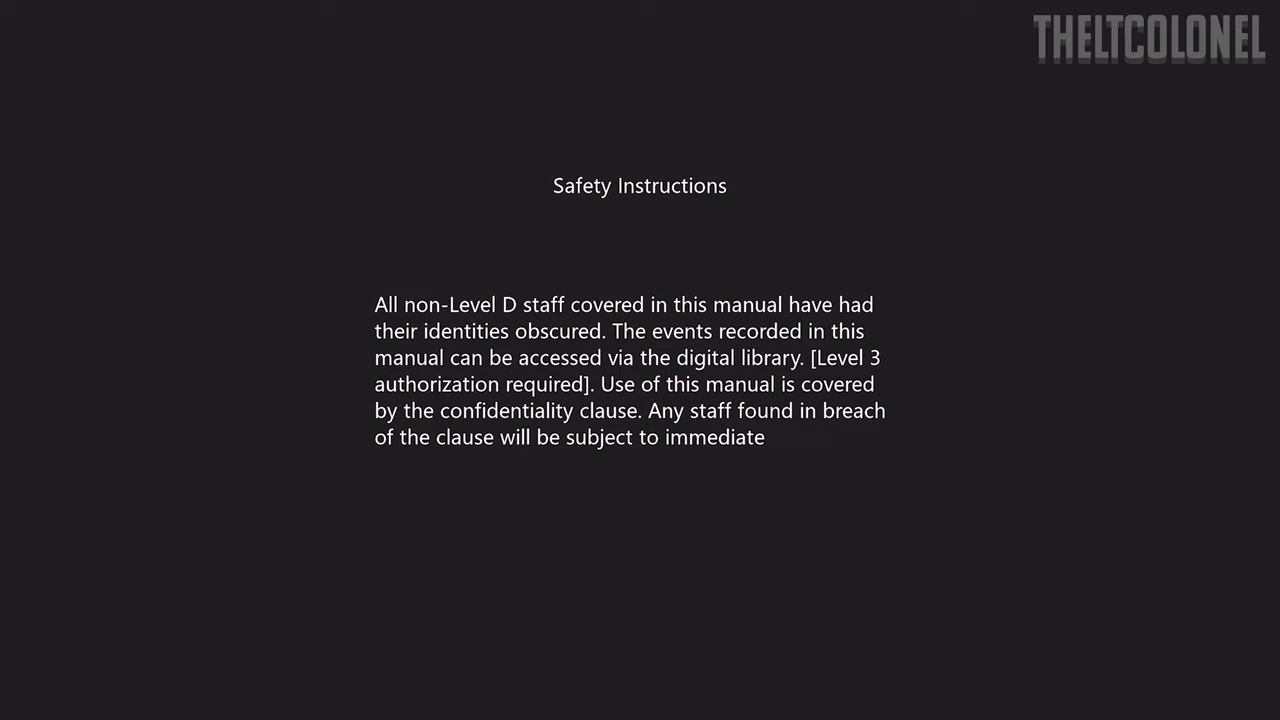 THELTCOLONEL
Safety Instructions
All non-Level D staff covered in this manual have had
their identities obscured. The events recorded in this
manual can be accessed via the digital library. [Level 3
authorization required]. Use of this manual is covered
by the confidentiality clause. Any staff found in breach
of the clause will be subject to immediate